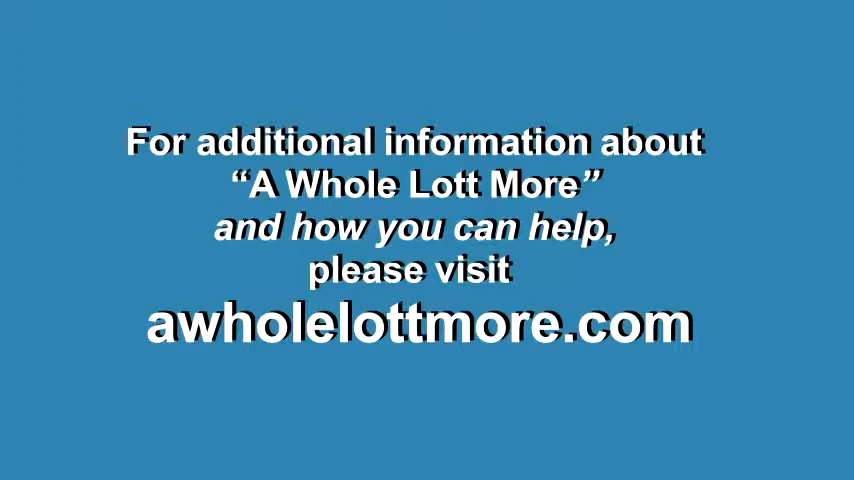 For additional information about
“A Whole Lott More”
and how you can help,
please visit
awholelottmore.com